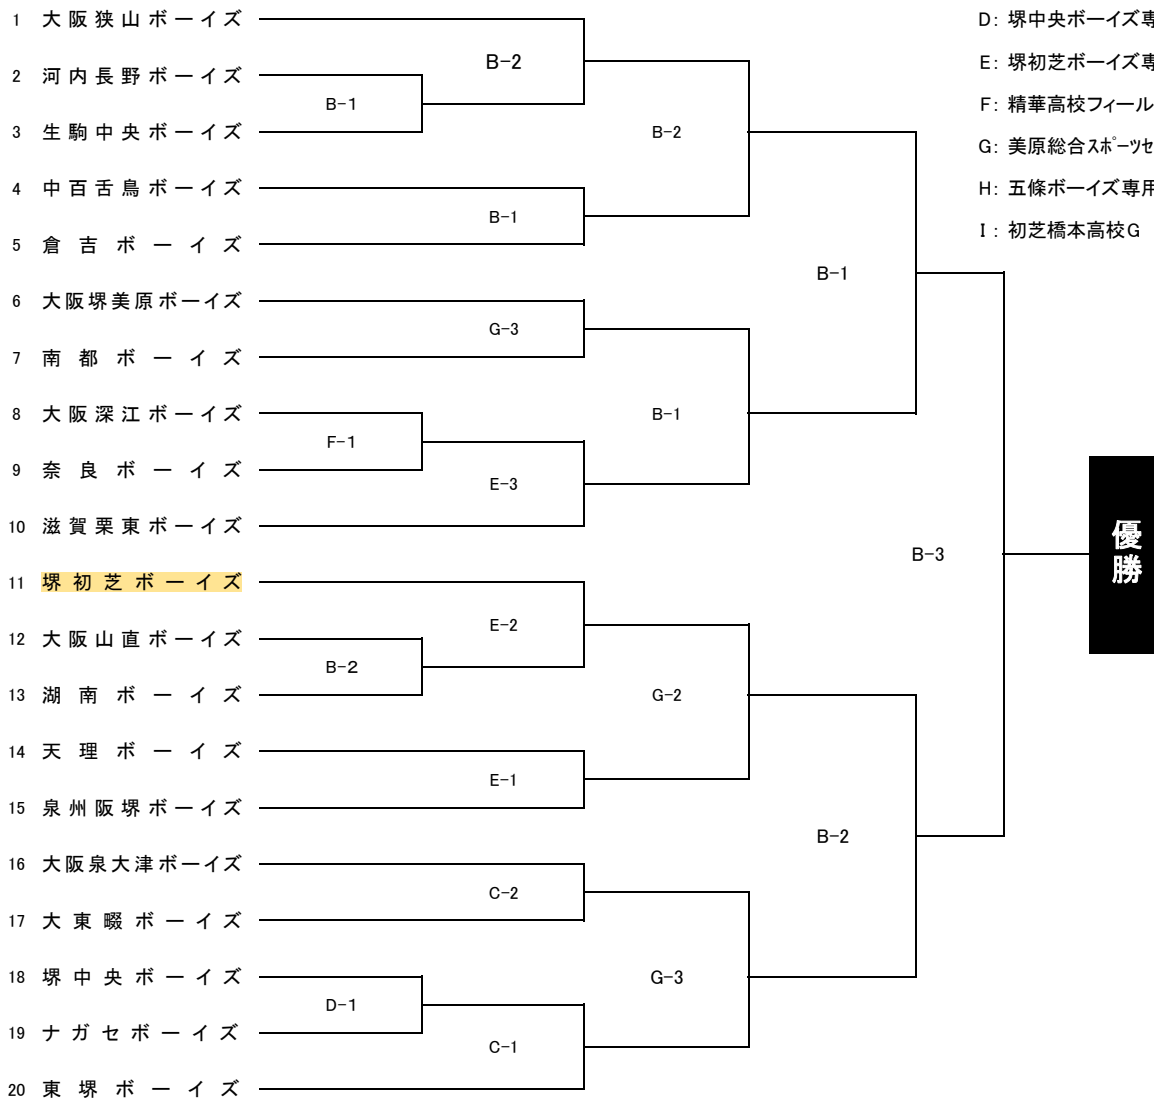 1 大阪狭山ボーイズ
2 河内長野ボーイズ
3 生駒中央ボーイズ
4 中百舌鳥ボーイズ
5 倉吉ボーイズ
6 大阪堺美原ボーイズ
7 南都ボーイズ
8 大阪深江ボーイズ
9 奈良ボーイズ
10 滋賀栗東ボーイズ
11 堺初芝ボーイズ
12 大阪山直ボーイズ
13 湖南ボーイズ
14 天理ボーイズ
15 泉州阪堺ボーイズ
16 大阪泉大津ボーイズ
17 大東畷ボーイズ
18 堺中央ボーイズ
19 ナガセボーイズ
20 東堺ボーイズ
B-1
F-1
B-2
D-1
B-2
B-1
G-3
E-3
E-2
E-1
C-2
C-1
B-2
B-1
G-2
G-3
B-1
B-2
B-3
優勝
D: 堺中央ボーイズ専
E: 堺初芝ボーイズ専
F: 精華高校フィール
G: 美原総合スポーツセ
H: 五條ボーイズ専用
I: 初芝橋本高校G